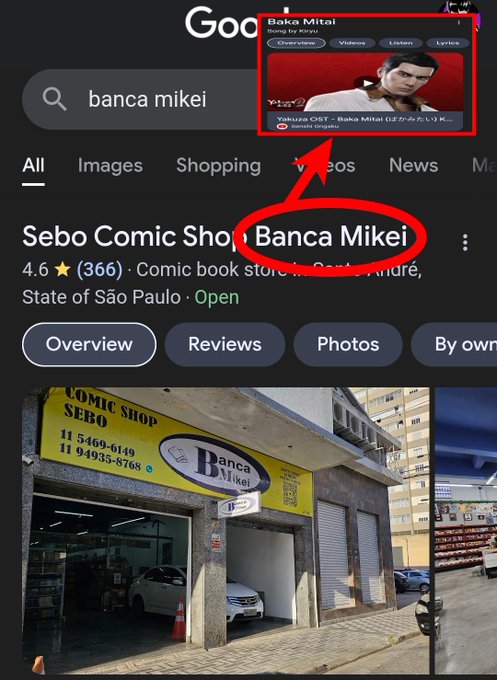 Goo
Baka Mitai
Song by Kiryu
Overview Videos Listen Lyrics
Yakuza OST - Baka Mitai (ばかみたい) K...
Senshi Ongaku
banca mikei
All Images Shopping Videos News Ma
Sebo Comic Shop Banca Mikei
4.6 (366) · Comic book store in Santo André,
State of São Paulo · Open
Overview Reviews Photos By own
COMIC SHOP
SEBO
11 5469-6149
11 94935-8768
Banca
Mikei